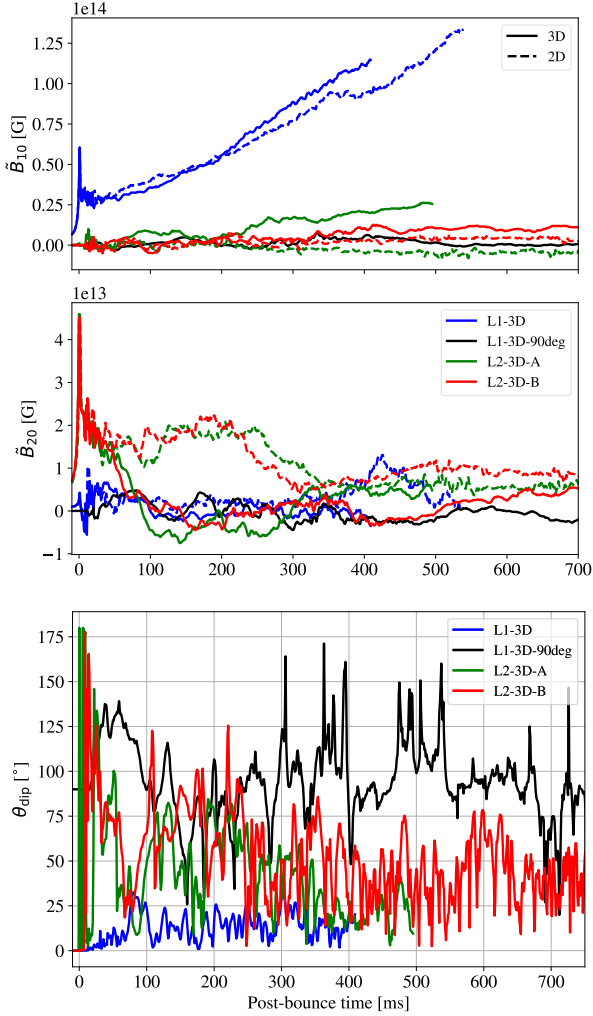 1e14
1.25
1.00
0.75
0.50
0.25
0.00
B̃10 [G]
3D
2D
1e13
4
3
2
1
0
−1
B̃20 [G]
L1-3D
L1-3D-90deg
L2-3D-A
L2-3D-B
0 100 200 300 400 500 600 700
175
150
125
100
75
50
25
0
θdip [°]
L1-3D
L1-3D-90deg
L2-3D-A
L2-3D-B
0 100 200 300 400 500 600 700
Post-bounce time [ms]